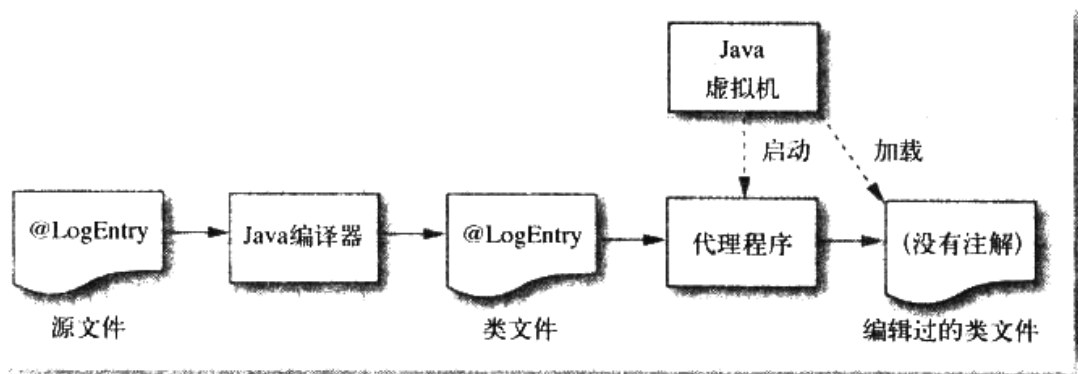 Java
虚拟机
启动
加载
@LogEntry
Java编译器
@LogEntry
代理程序
(没有注解)
源文件
类文件
编辑过的类文件